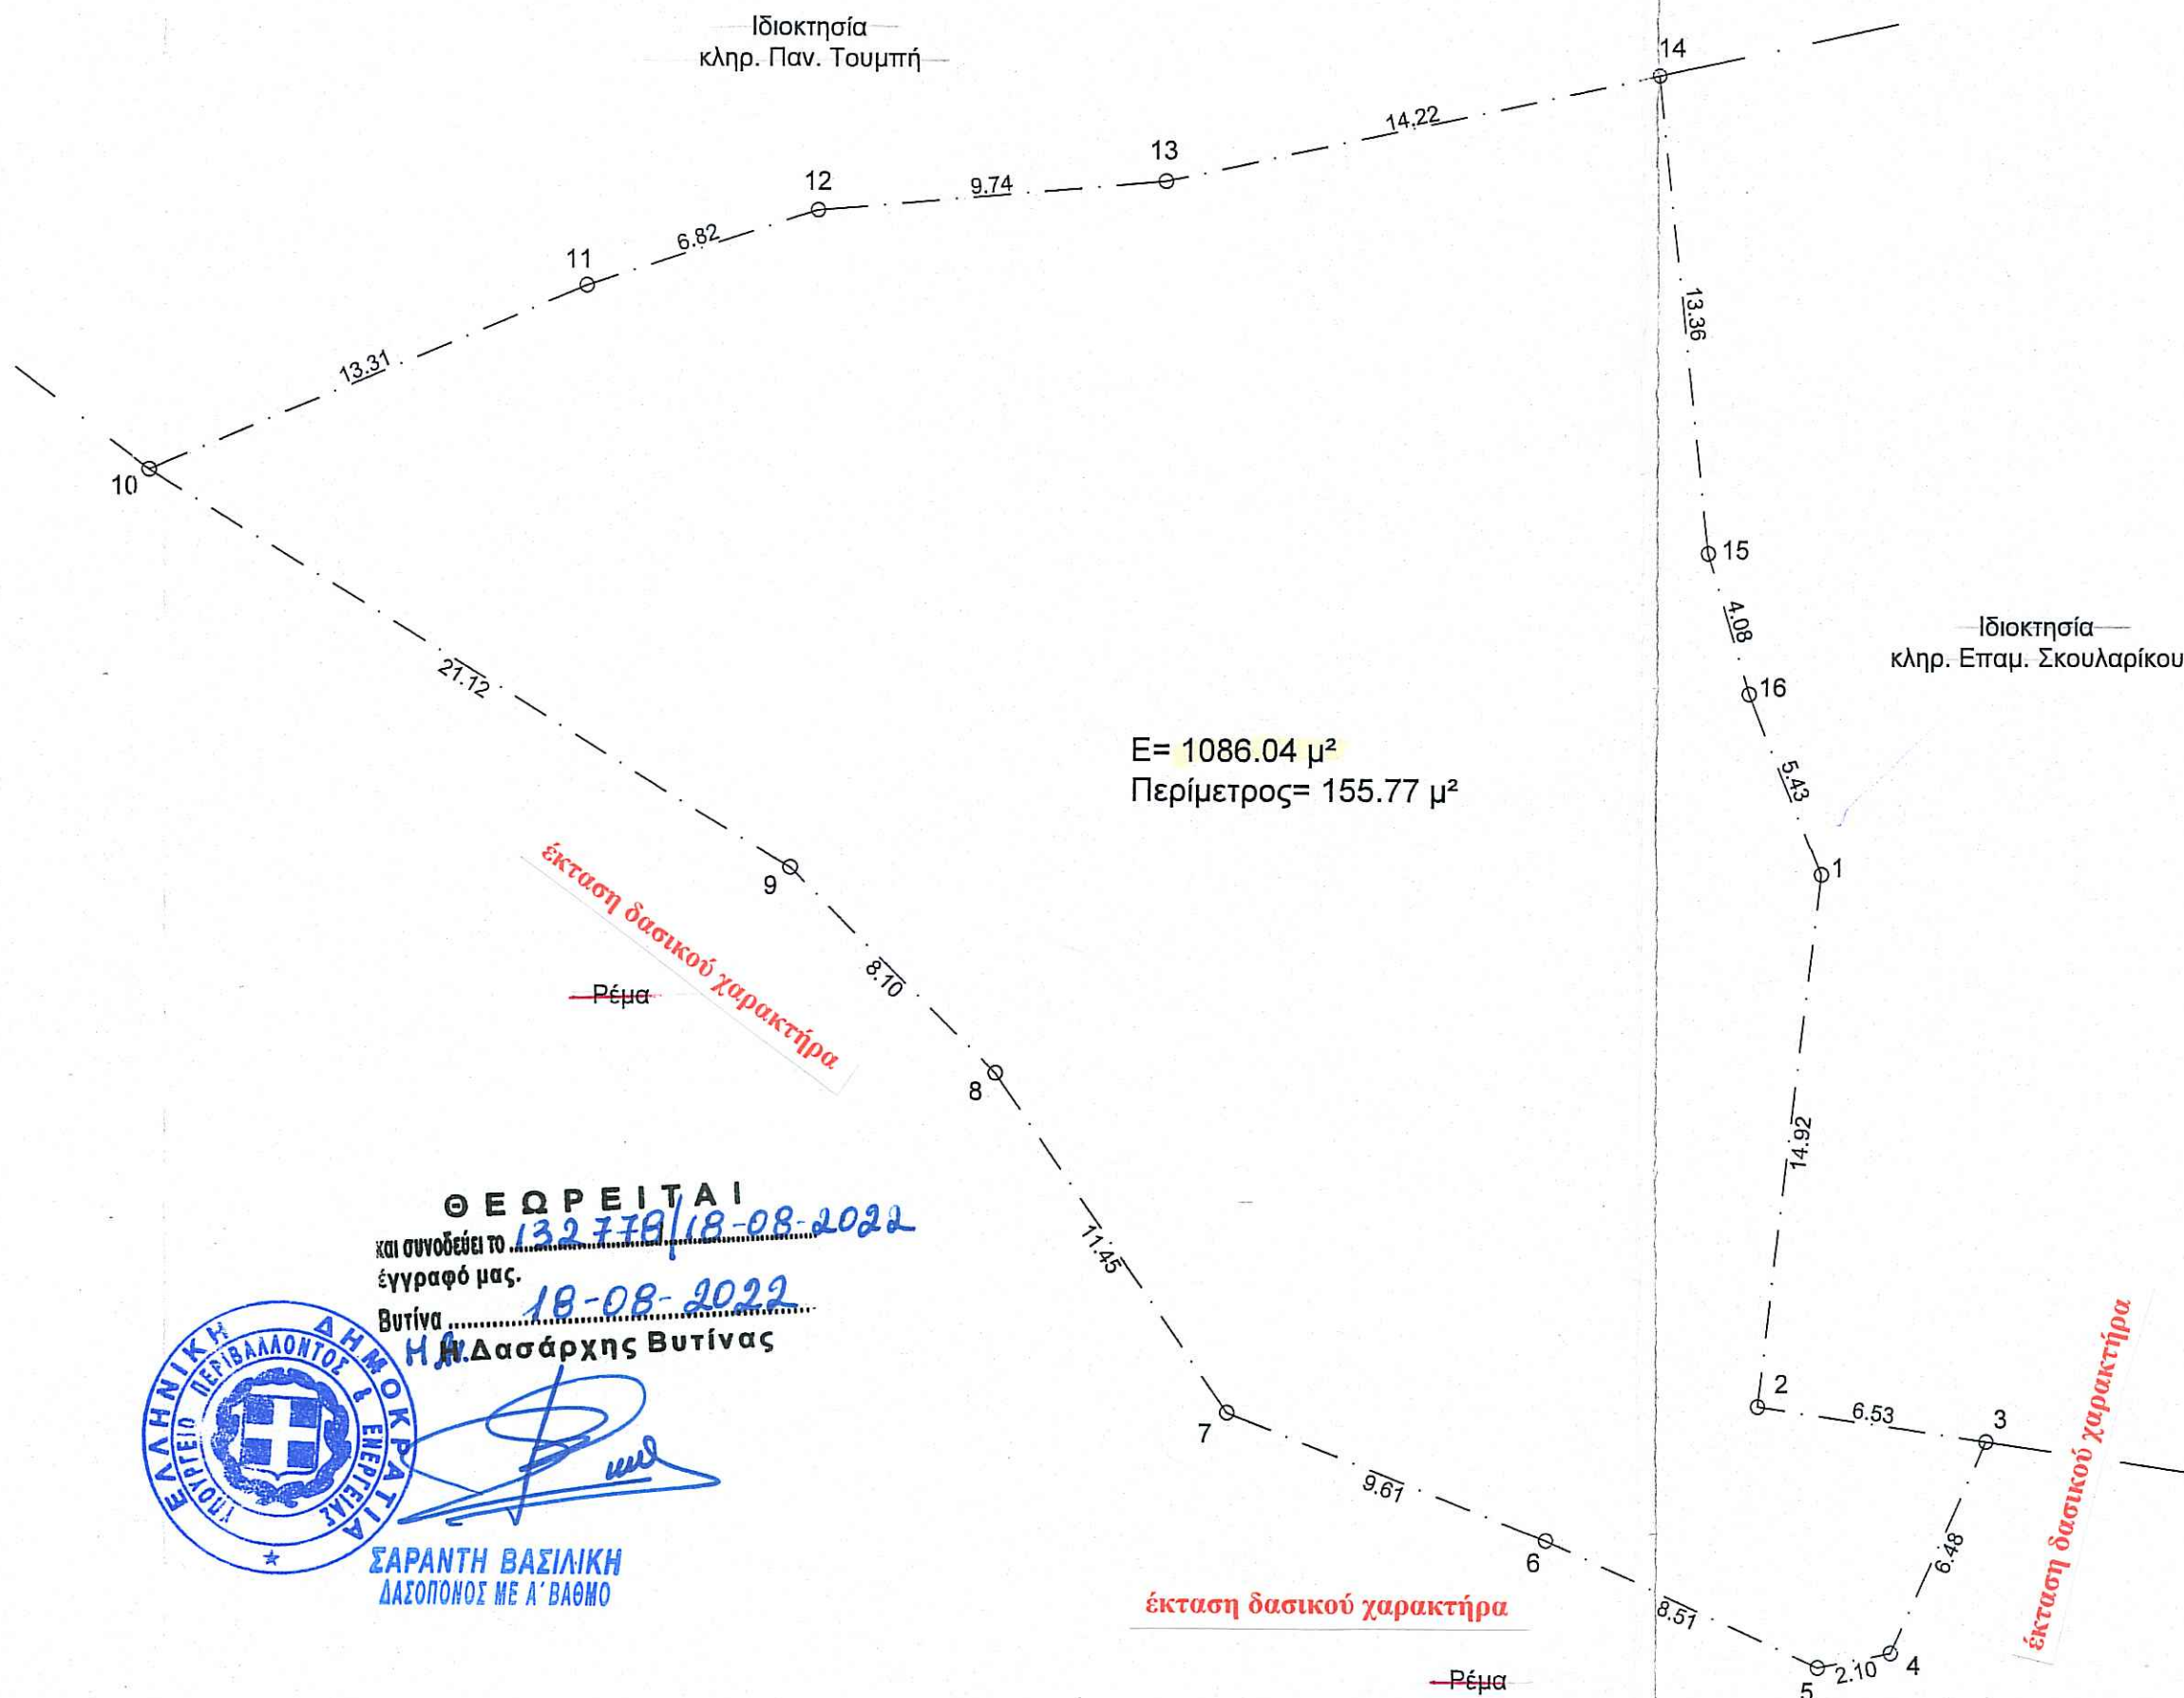 Ιδιοκτησία
κληρ. Παν. Τουμπή
14
14.22
13
9.74
12
6.82
11
13.31
10
13.36
15
4.08
16
5.43
1
Ιδιοκτησία
κληρ. Επαμ. Σκουλαρίκου
21.12
E= 1086.04 μ²
Περίμετρος= 155.77 μ²
9
έκταση δασικού χαρακτήρα
8.10
Ρέμα
8
14.92
11.45
ΘΕΩΡΕΙΤΑΙ
και συνοδεύει το 132778/18-08-2022
έγγραφό μας.
Βυτίνα 18-08-2022
Δασάρχης Βυτίνας
ΕΛΛΗΝΙΚΗ ΔΗΜΟΚΡΑΤΙΑ
ΥΠΟΥΡΓΕΙΟ ΠΕΡΙΒΑΛΛΟΝΤΟΣ & ΕΝΕΡΓΕΙΑΣ
ΣΑΡΑΝΤΗ ΒΑΣΙΛΙΚΗ
ΔΑΣΟΠΟΝΟΣ ΜΕ Α΄ ΒΑΘΜΟ
2
6.53
3
7
9.61
6
6.48
έκταση δασικού χαρακτήρα
έκταση δασικού χαρακτήρα
8.51
2.10
4
5
Ρέμα